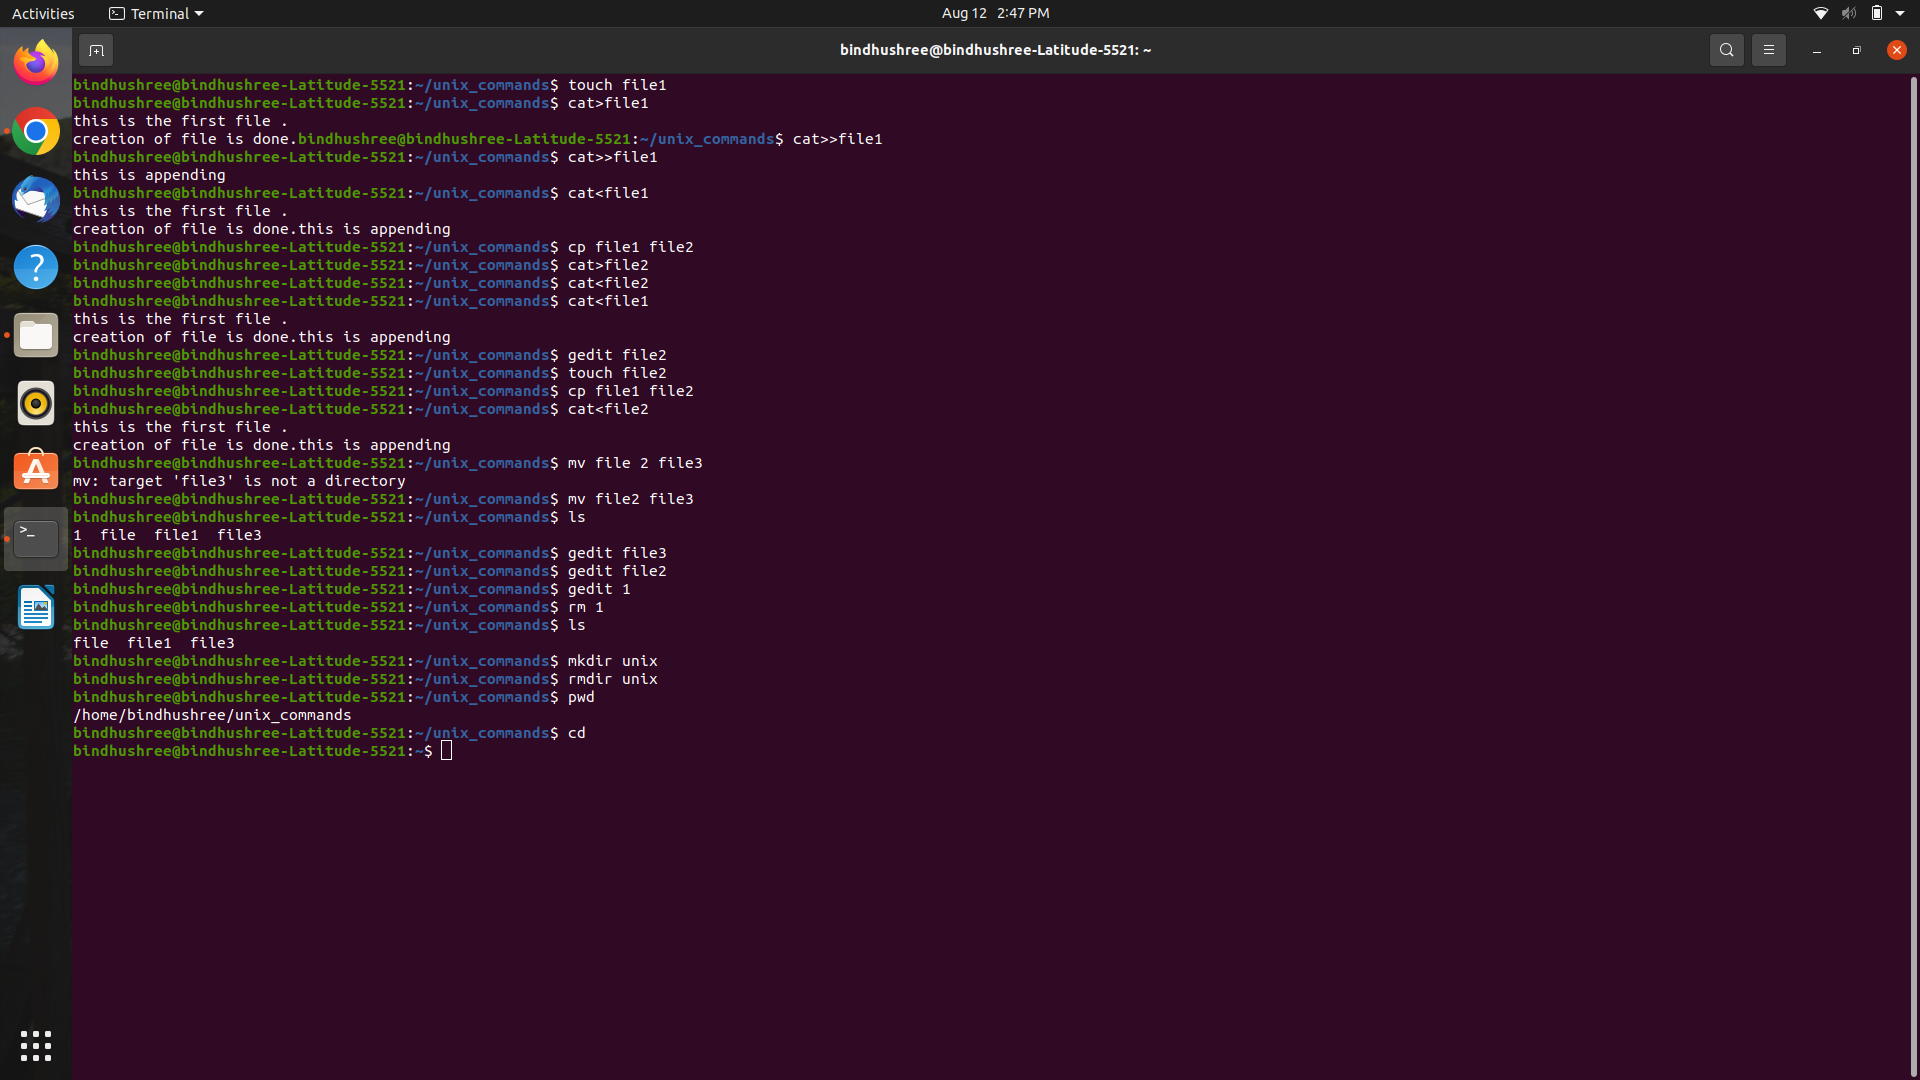 Activities
Terminal
Aug 12 2:47 PM
bindhushree@bindhushree-Latitude-5521: ~
bindhushree@bindhushree-Latitude-5521:~/unix_commands$ touch file1
bindhushree@bindhushree-Latitude-5521:~/unix_commands$ cat>file1
this is the first file .
creation of file is done.bindhushree@bindhushree-Latitude-5521:~/unix_commands$ cat>>file1
bindhushree@bindhushree-Latitude-5521:~/unix_commands$ cat>>file1
this is appending
bindhushree@bindhushree-Latitude-5521:~/unix_commands$ cat<file1
this is the first file .
creation of file is done.this is appending
bindhushree@bindhushree-Latitude-5521:~/unix_commands$ cp file1 file2
bindhushree@bindhushree-Latitude-5521:~/unix_commands$ cat>file2
bindhushree@bindhushree-Latitude-5521:~/unix_commands$ cat<file2
bindhushree@bindhushree-Latitude-5521:~/unix_commands$ cat<file1
this is the first file .
creation of file is done.this is appending
bindhushree@bindhushree-Latitude-5521:~/unix_commands$ gedit file2
bindhushree@bindhushree-Latitude-5521:~/unix_commands$ touch file2
bindhushree@bindhushree-Latitude-5521:~/unix_commands$ cp file1 file2
bindhushree@bindhushree-Latitude-5521:~/unix_commands$ cat<file2
this is the first file .
creation of file is done.this is appending
bindhushree@bindhushree-Latitude-5521:~/unix_commands$ mv file 2 file3
mv: target 'file3' is not a directory
bindhushree@bindhushree-Latitude-5521:~/unix_commands$ mv file2 file3
bindhushree@bindhushree-Latitude-5521:~/unix_commands$ ls
1  file  file1  file3
bindhushree@bindhushree-Latitude-5521:~/unix_commands$ gedit file3
bindhushree@bindhushree-Latitude-5521:~/unix_commands$ gedit file2
bindhushree@bindhushree-Latitude-5521:~/unix_commands$ gedit 1
bindhushree@bindhushree-Latitude-5521:~/unix_commands$ rm 1
bindhushree@bindhushree-Latitude-5521:~/unix_commands$ ls
file  file1  file3
bindhushree@bindhushree-Latitude-5521:~/unix_commands$ mkdir unix
bindhushree@bindhushree-Latitude-5521:~/unix_commands$ rmdir unix
bindhushree@bindhushree-Latitude-5521:~/unix_commands$ pwd
/home/bindhushree/unix_commands
bindhushree@bindhushree-Latitude-5521:~/unix_commands$ cd
bindhushree@bindhushree-Latitude-5521:~$